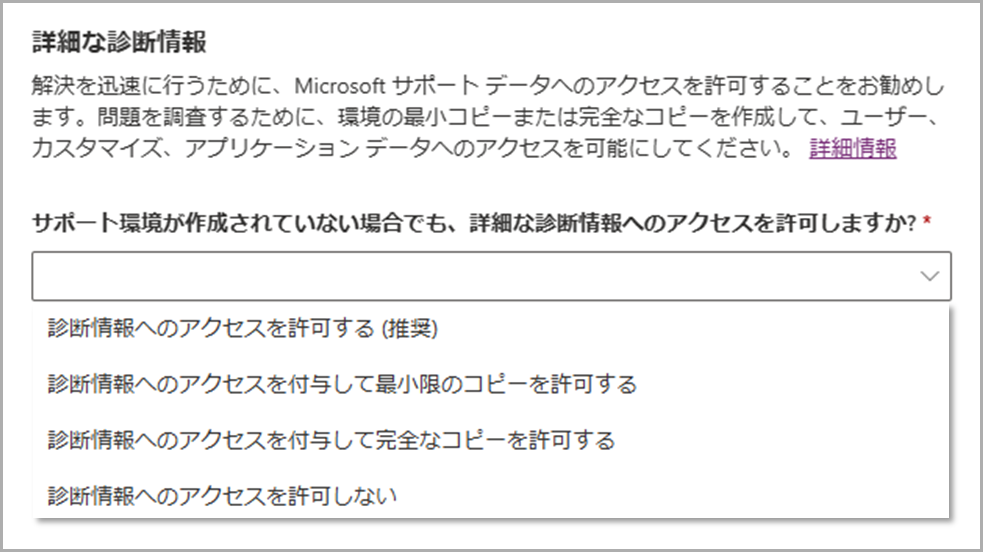 詳細な診断情報
解決を迅速に行うために、Microsoft サポート データへのアクセスを許可することをお勧めし
ます。問題を調査するために、環境の最小コピーまたは完全なコピーを作成して、ユーザー、
カスタマイズ、アプリケーション データへのアクセスを可能にしてください。 詳細情報
サポート環境が作成されていない場合でも、詳細な診断情報へのアクセスを許可しますか? *
診断情報へのアクセスを許可する (推奨)
診断情報へのアクセスを付与して最小限のコピーを許可する
診断情報へのアクセスを付与して完全なコピーを許可する
診断情報へのアクセスを許可しない